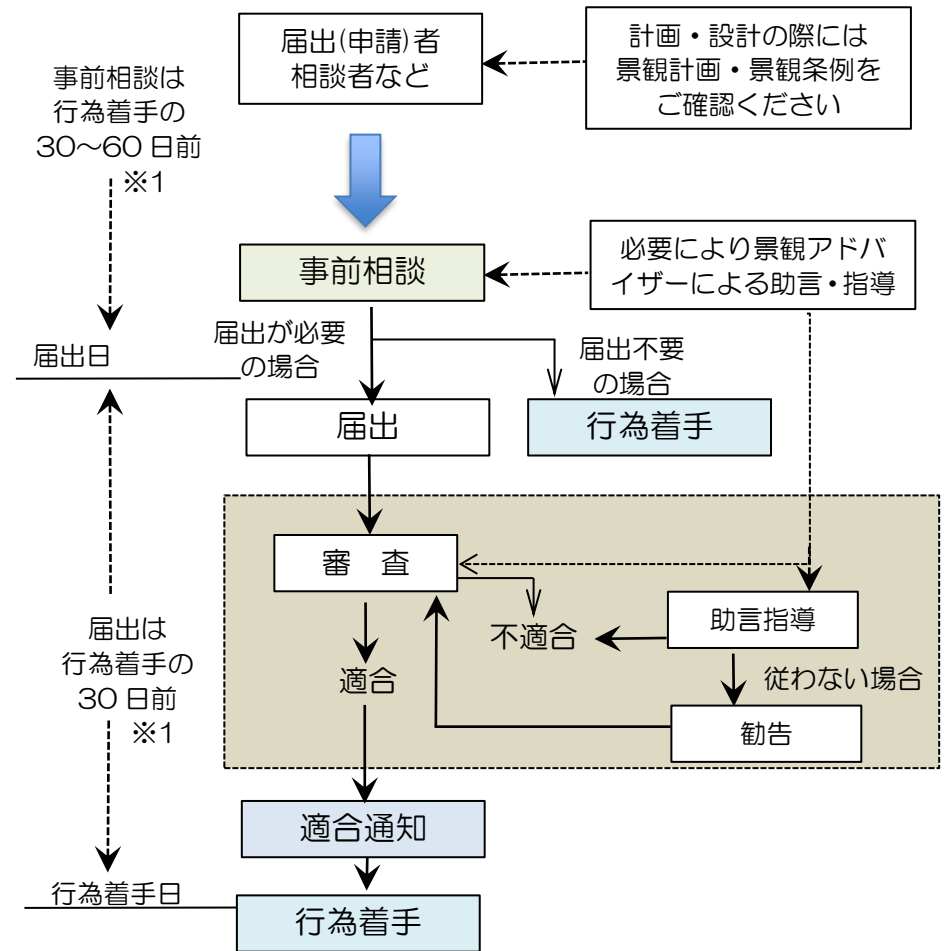 届出(申請)者
相談者など
計画・設計の際には
景観計画・景観条例を
ご確認ください
事前相談は
行為着手の
30～60日前
※1
事前相談
必要により景観アドバ
イザーによる助言・指導
届出が必要
の場合
届出不要
の場合
届出日
届出
行為着手
審　査
助言指導
不適合
適合
従わない場合
勧告
届出は
行為着手の
30日前
※1
適合通知
行為着手日
行為着手